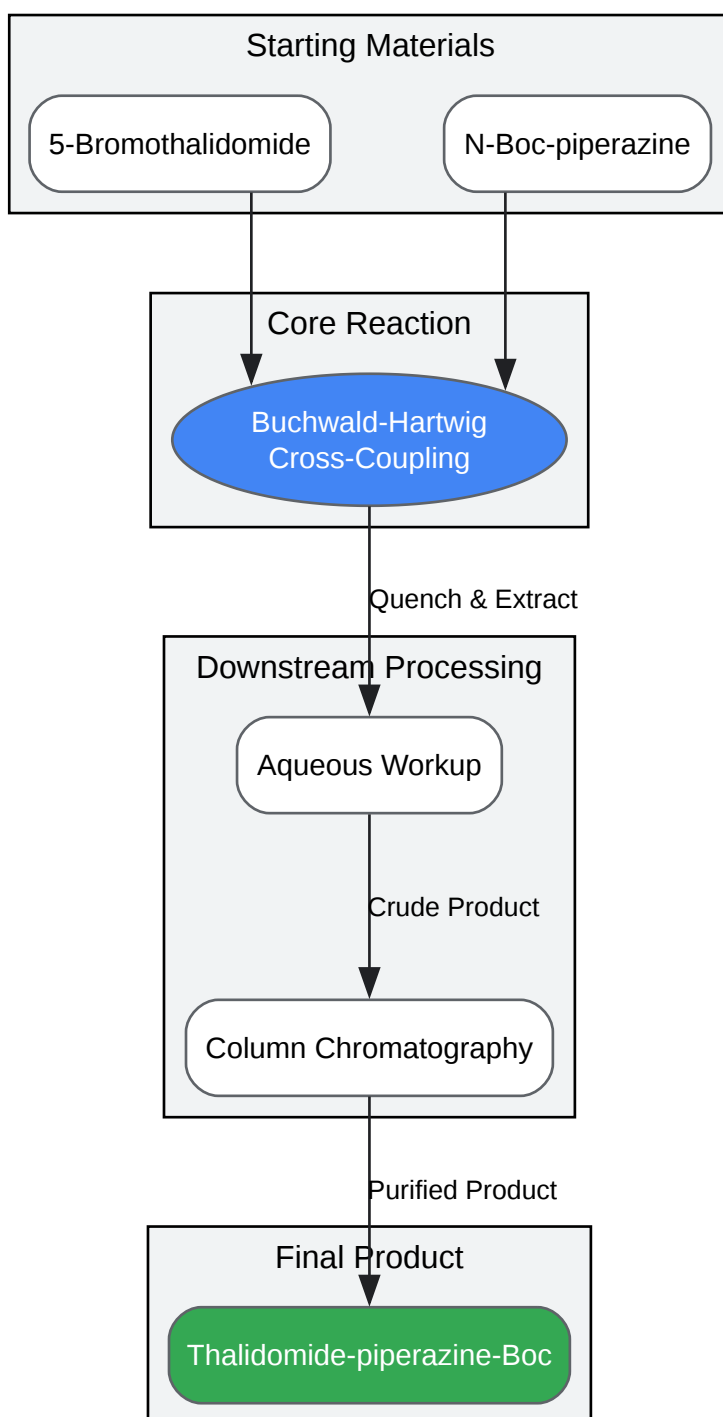 Starting Materials
5-Bromothalidomide
N-Boc-piperazine
Core Reaction
Buchwald-Hartwig
Cross-Coupling
Quench & Extract
Downstream Processing
Aqueous Workup
Crude Product
Column Chromatography
Purified Product
Final Product
Thalidomide-piperazine-Boc